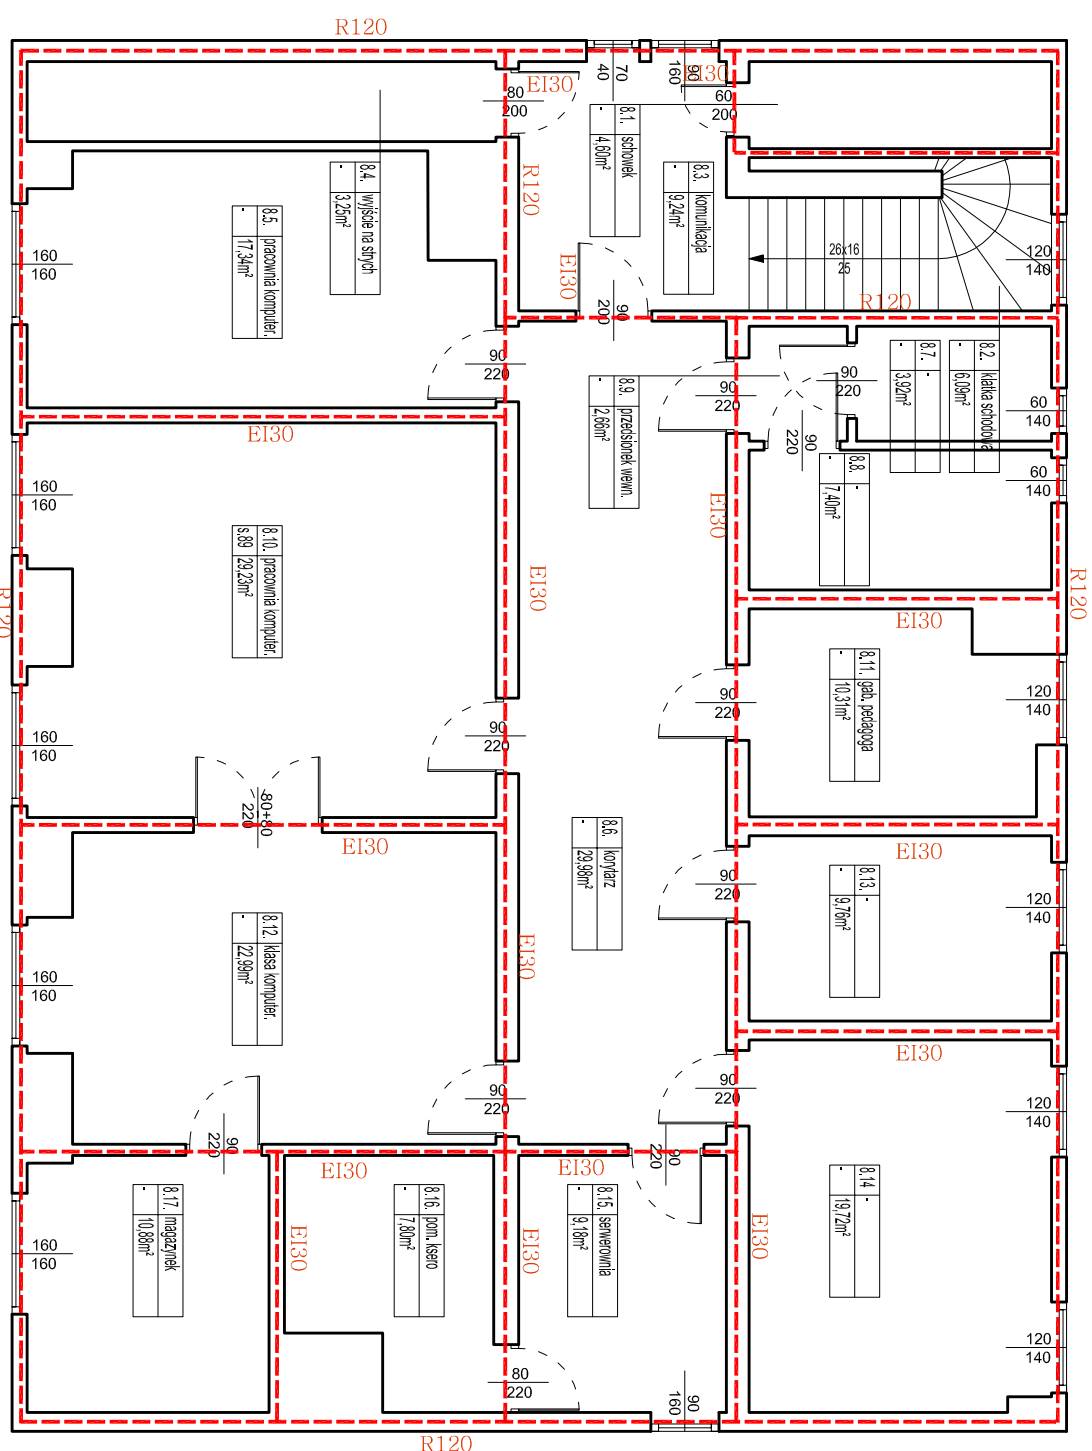 R120
EI30
EI30
80
200
70
40
90
160
60
200
8.1. schowek
- 4,60m²
8.3. komunikacja
- 9,24m²
8.4. wyjście na strych
- 3,25m²
8.5. pracownia komputer.
- 17,34m²
R120
EI30
160
160
26x16
25
120
140
R120
90
200
90
220
90
220
90
220
90
220
8.9. przedsionek wewn.
- 2,66m²
8.7. -
- 3,92m²
8.2. klatka schodowa
- 6,09m²
60
140
60
140
8.8. -
- 7,40m²
EI30
160
160
EI30
EI30
R120
R120
8.10. pracownia komputer.
s.89 29,23m²
EI30
8.11. gab. pedagoga
- 10,31m²
120
140
90
220
90
220
160
160
80+80
220
EI30
8.6. korytarz
- 29,98m²
EI30
8.13. -
- 9,76m²
90
220
120
140
8.12. klasa komputer.
- 22,99m²
EI30
160
160
EI30
90
220
90
220
120
140
90
220
90
220
EI30
EI30
8.17. magazynek
- 10,88m²
8.16. pom. ksero
- 7,80m²
8.15. serwerownia
- 9,18m²
8.14 -
- 19,72m²
EI30
EI30
EI30
160
160
120
140
80
220
90
160
R120